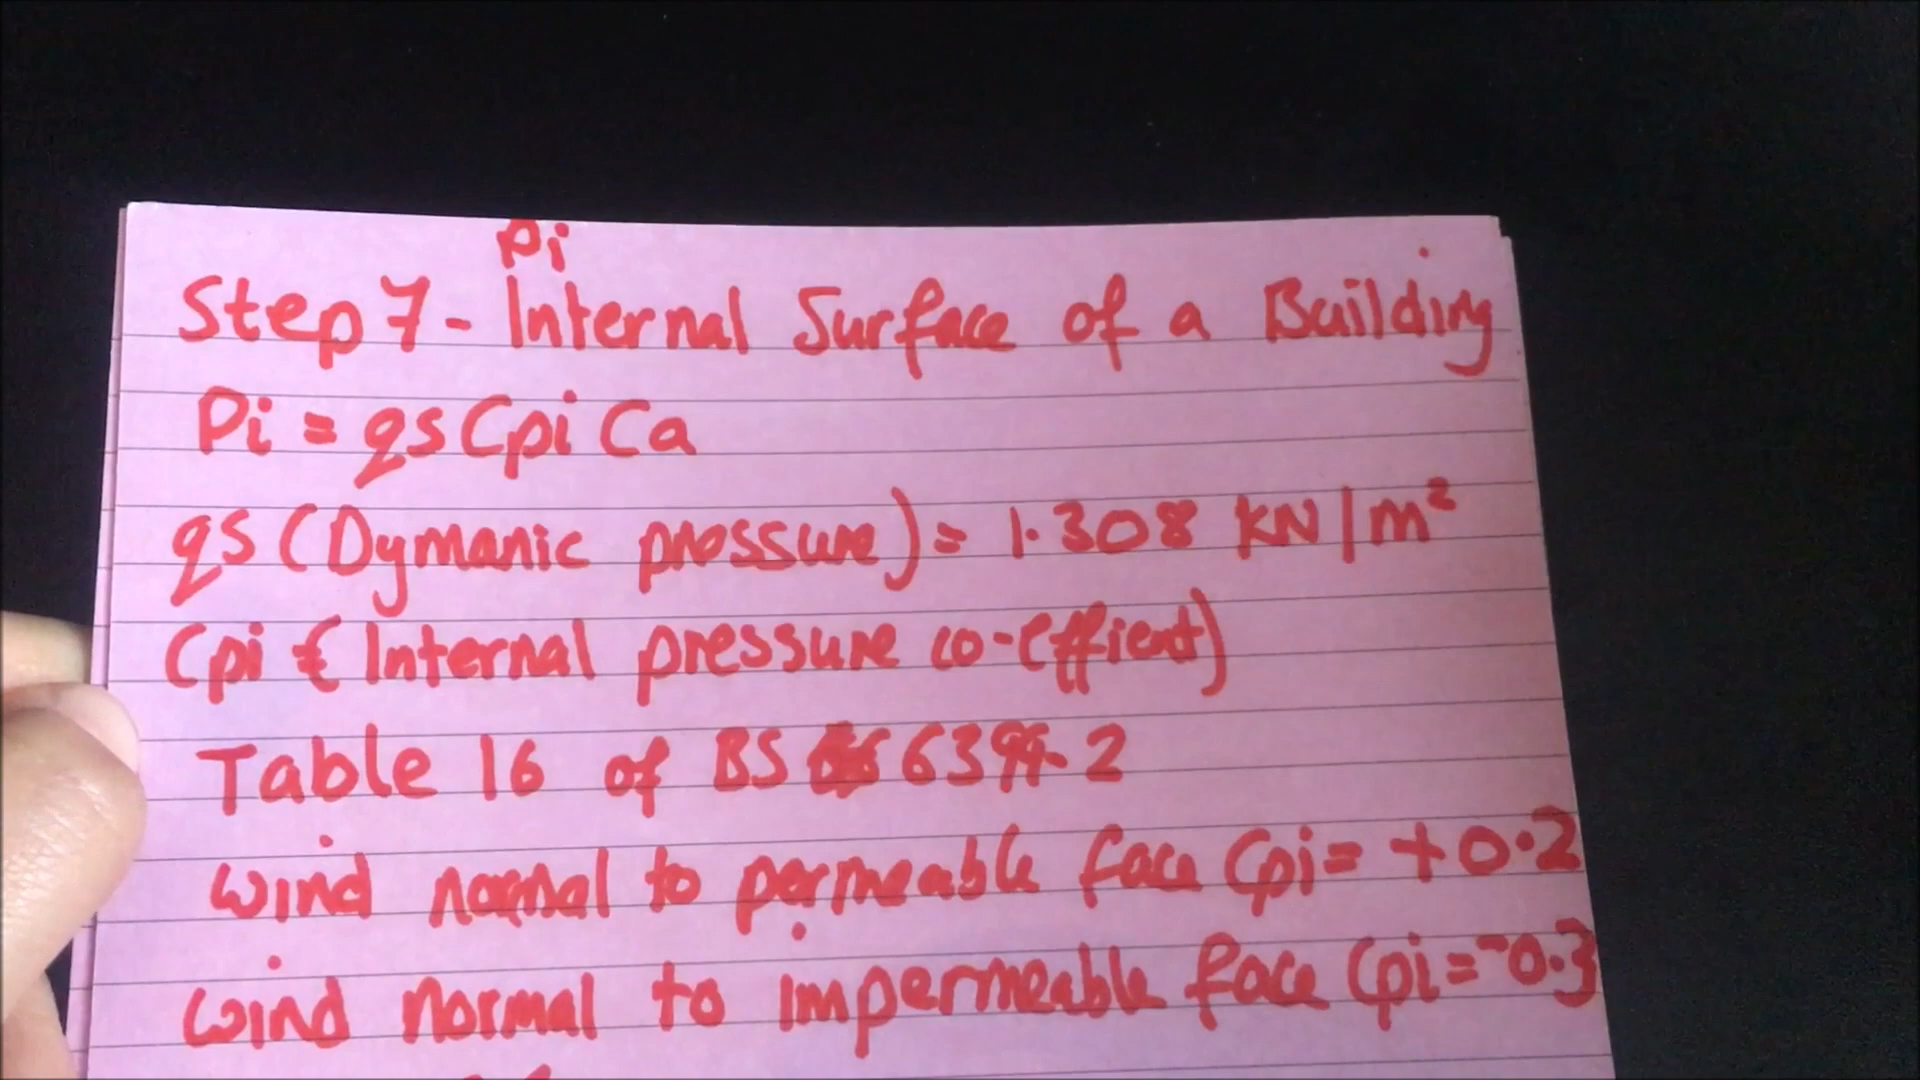 Pi
Step 7 - Internal Surface of a Building
Pi = qs Cpi Ca
qs (Dymanic pressure) = 1.308 KN/m²
Cpi (Internal pressure co-effient)
Table 16 of BS 6399-2
wind normal to permeable face Cpi = +0.2
wind normal to impermeable face Cpi = -0.3